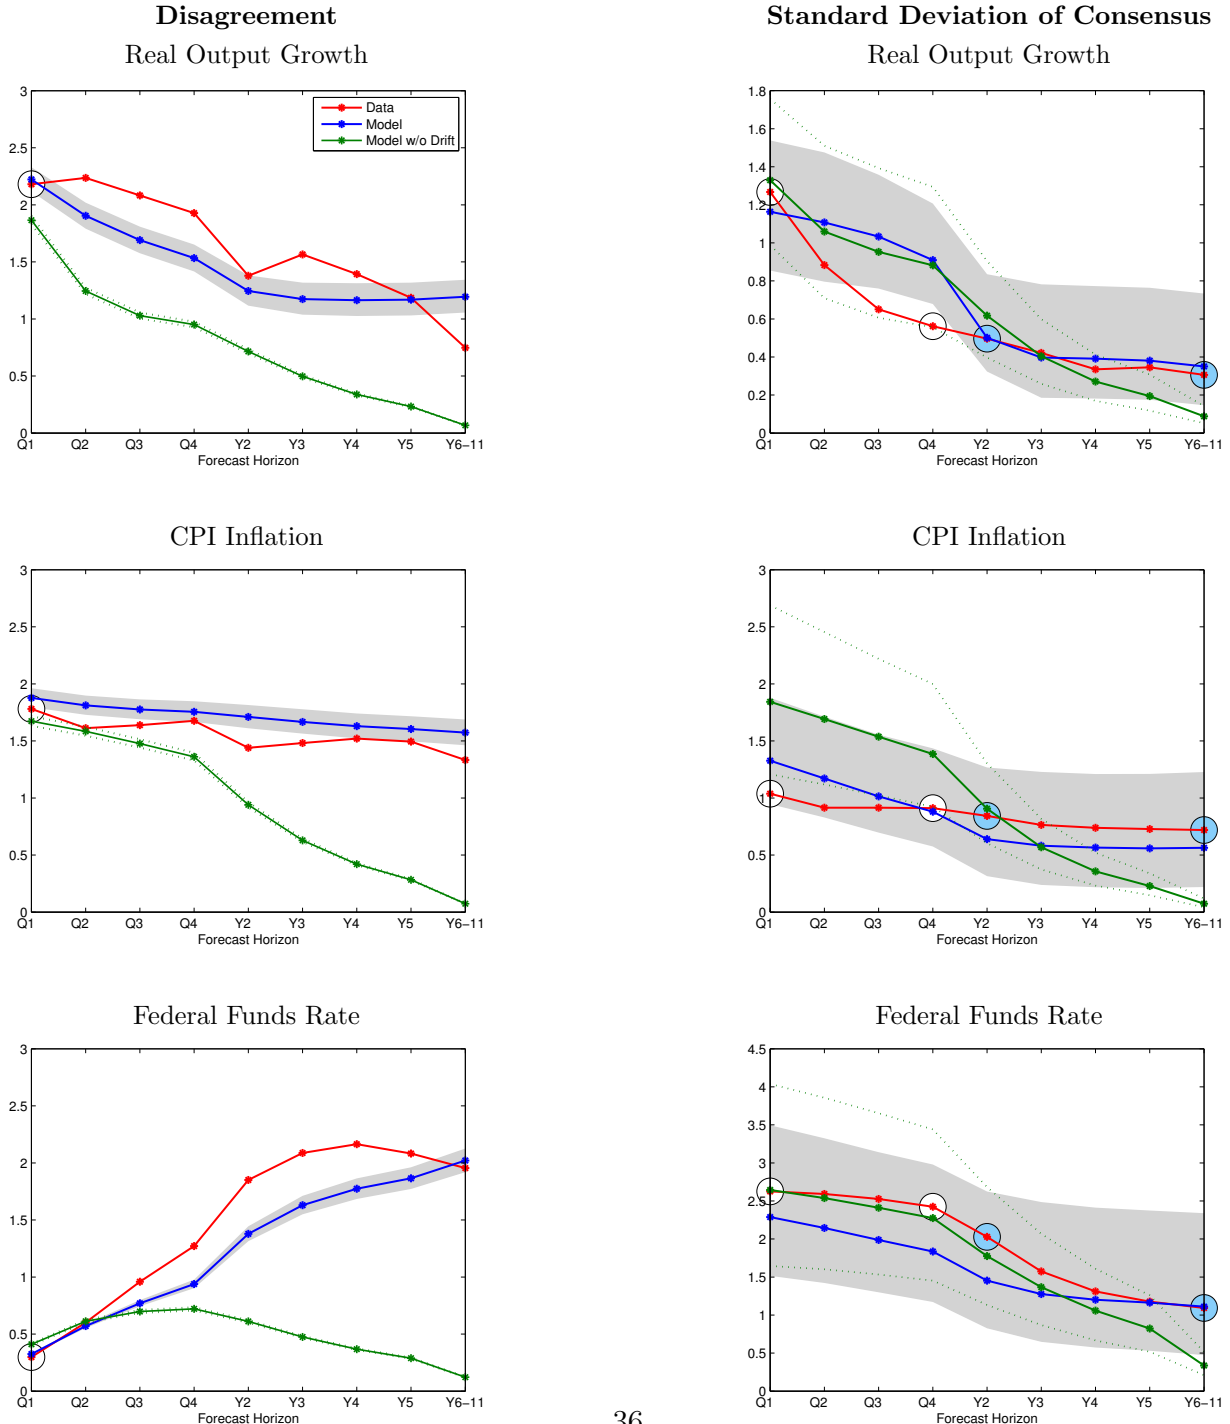 Disagreement
Standard Deviation of Consensus
Real Output Growth
Real Output Growth
3
2.5
2
1.5
1
0.5
0
Data
Model
Model w/o Drift
Q1 Q2 Q3 Q4 Y2 Y3 Y4 Y5 Y6−11
Forecast Horizon
1.8
1.6
1.4
1.2
1
0.8
0.6
0.4
0.2
0
Q1 Q2 Q3 Q4 Y2 Y3 Y4 Y5 Y6−11
Forecast Horizon
CPI Inflation
CPI Inflation
3
2.5
2
1.5
1
0.5
0
Q1 Q2 Q3 Q4 Y2 Y3 Y4 Y5 Y6−11
Forecast Horizon
3
2.5
2
1.5
1
0.5
0
Q1 Q2 Q3 Q4 Y2 Y3 Y4 Y5 Y6−11
Forecast Horizon
Federal Funds Rate
Federal Funds Rate
3
2.5
2
1.5
1
0.5
0
Q1 Q2 Q3 Q4 Y2 Y3 Y4 Y5 Y6−11
Forecast Horizon
4.5
4
3.5
3
2.5
2
1.5
1
0.5
0
Q1 Q2 Q3 Q4 Y2 Y3 Y4 Y5 Y6−11
Forecast Horizon
36